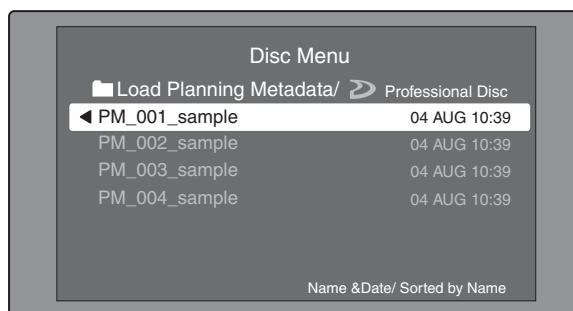 Disc Menu
Load Planning Metadata/ Professional Disc
PM_001_sample 04 AUG 10:39
PM_002_sample 04 AUG 10:39
PM_003_sample 04 AUG 10:39
PM_004_sample 04 AUG 10:39
Name &Date/ Sorted by Name